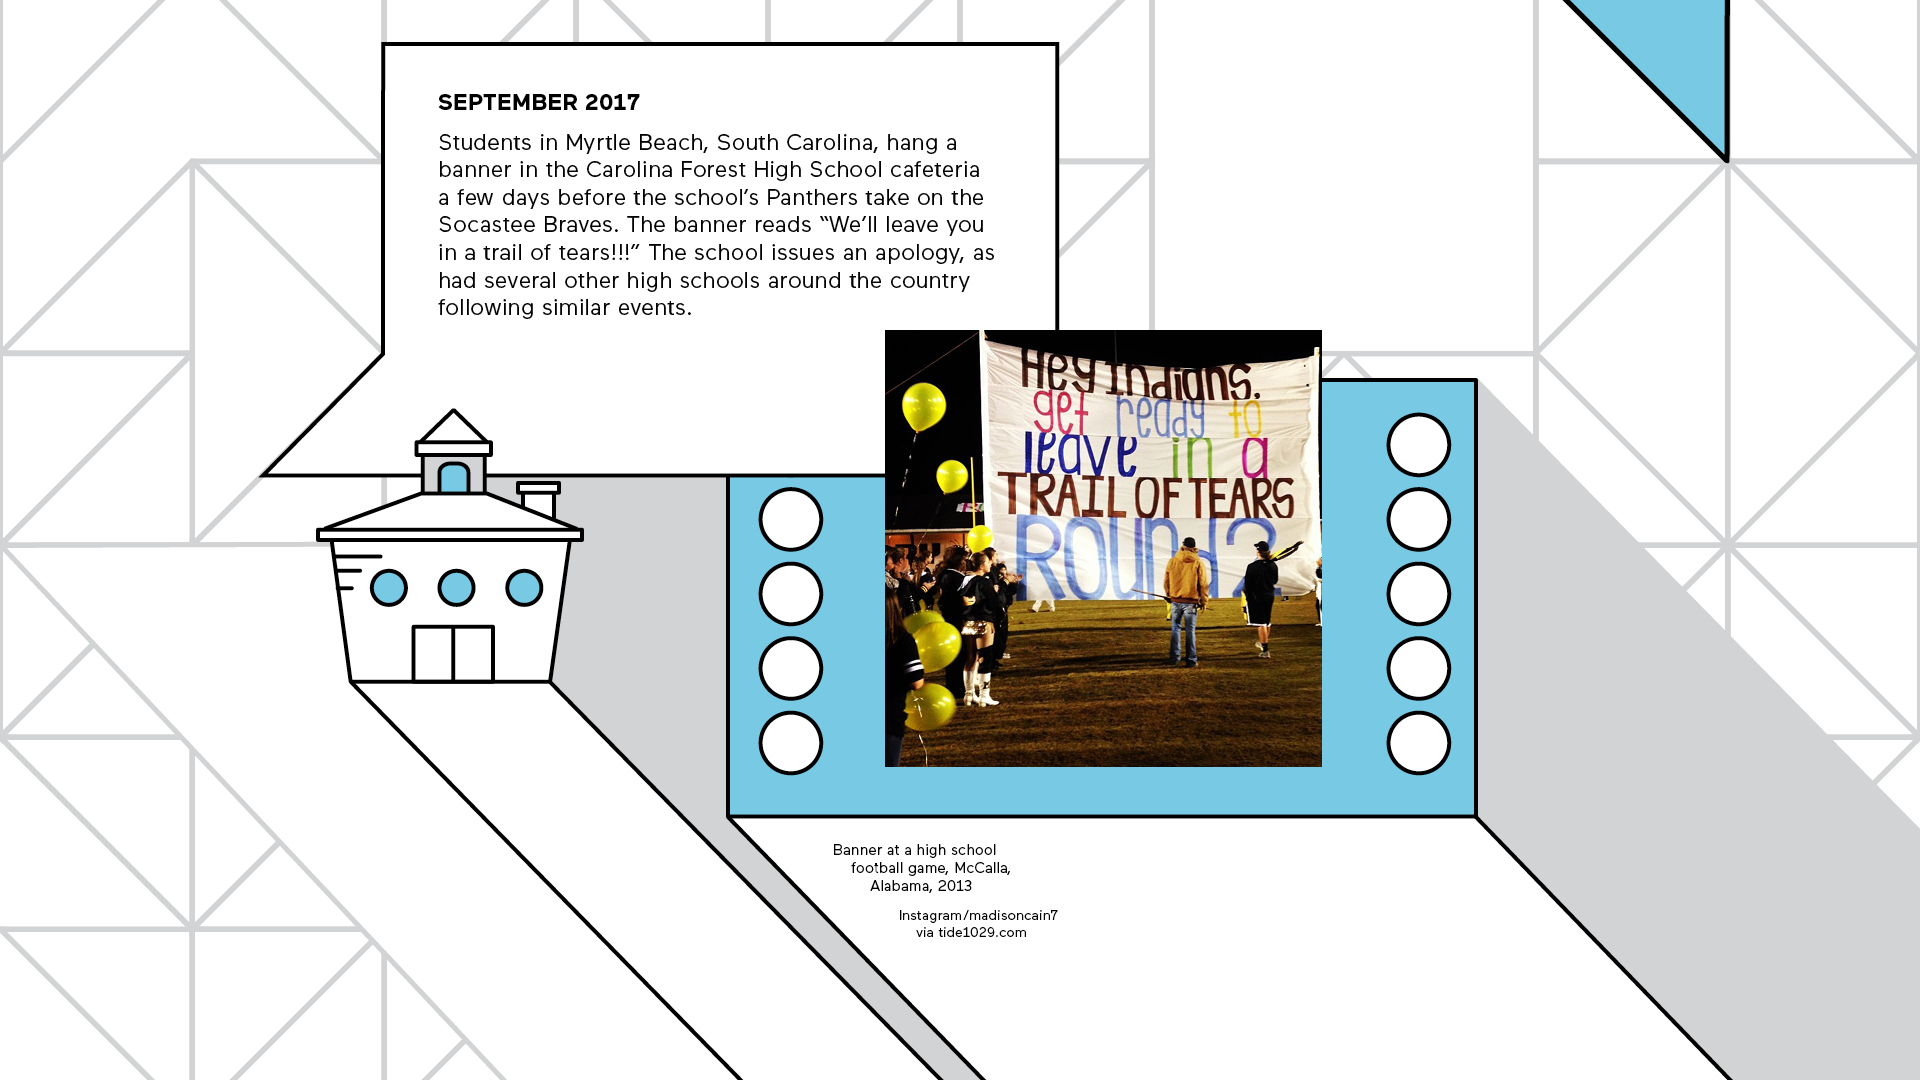 SEPTEMBER 2017
Students in Myrtle Beach, South Carolina, hang a
banner in the Carolina Forest High School cafeteria
a few days before the school’s Panthers take on the
Socastee Braves. The banner reads “We’ll leave you
in a trail of tears!!!” The school issues an apology, as
had several other high schools around the country
following similar events.
Hey Indians,
get ready to
leave in a
TRAIL OF TEARS
ROUND 2
Banner at a high school
football game, McCalla,
Alabama, 2013
Instagram/madisoncain7
via tide1029.com